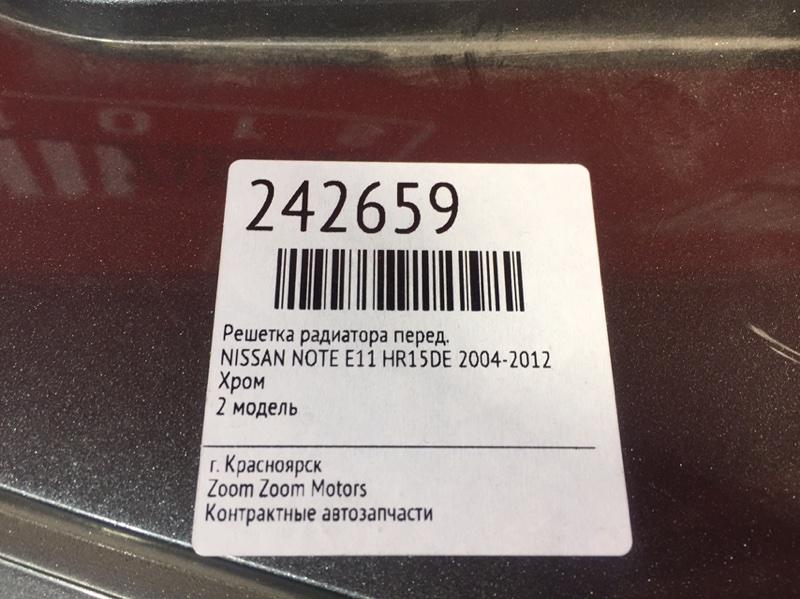 242659
Решетка радиатора перед.
NISSAN NOTE E11 HR15DE 2004-2012
Хром
2 модель
г. Красноярск
Zoom Zoom Motors
Контрактные автозапчасти